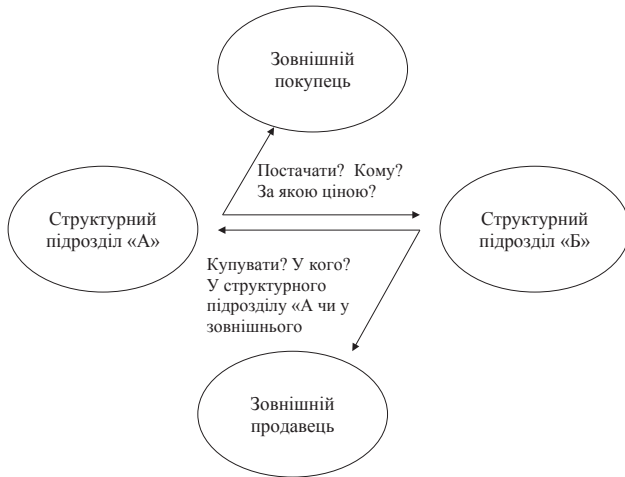 Зовнішній
покупець
Постачати? Кому?
За якою ціною?
Структурний
підрозділ «А»
Структурний
підрозділ «Б»
Купувати? У кого?
У структурного
підрозділу «А чи у
зовнішнього
Зовнішній
продавець